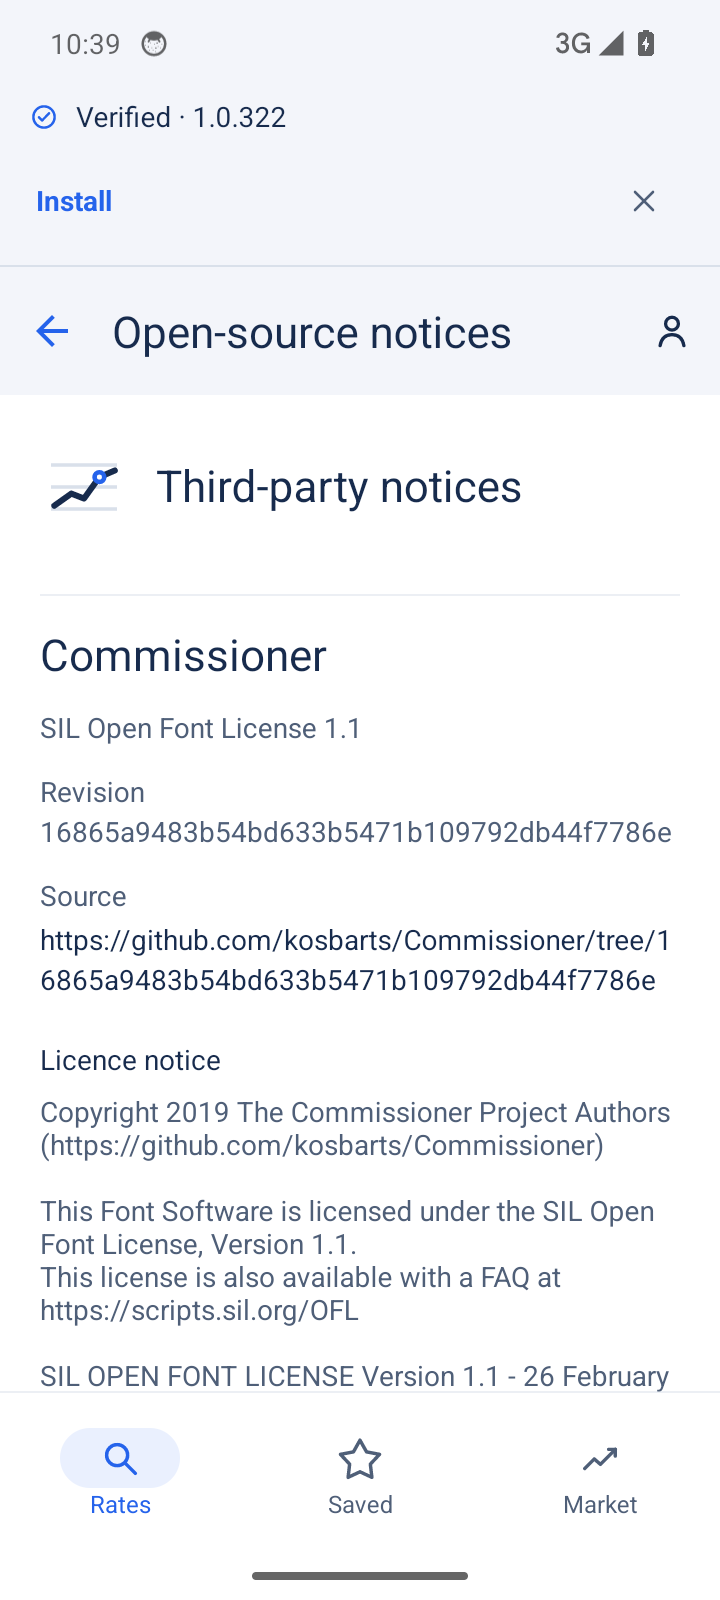 10:39
3G
Verified · 1.0.322
Install
Open-source notices
Third-party notices
Commissioner
SIL Open Font License 1.1
Revision
16865a9483b54bd633b5471b109792db44f7786e
Source
https://github.com/kosbarts/Commissioner/tree/1
6865a9483b54bd633b5471b109792db44f7786e
Licence notice
Copyright 2019 The Commissioner Project Authors
(https://github.com/kosbarts/Commissioner)
This Font Software is licensed under the SIL Open
Font License, Version 1.1.
This license is also available with a FAQ at
https://scripts.sil.org/OFL
SIL OPEN FONT LICENSE Version 1.1 - 26 February
Rates
Saved
Market